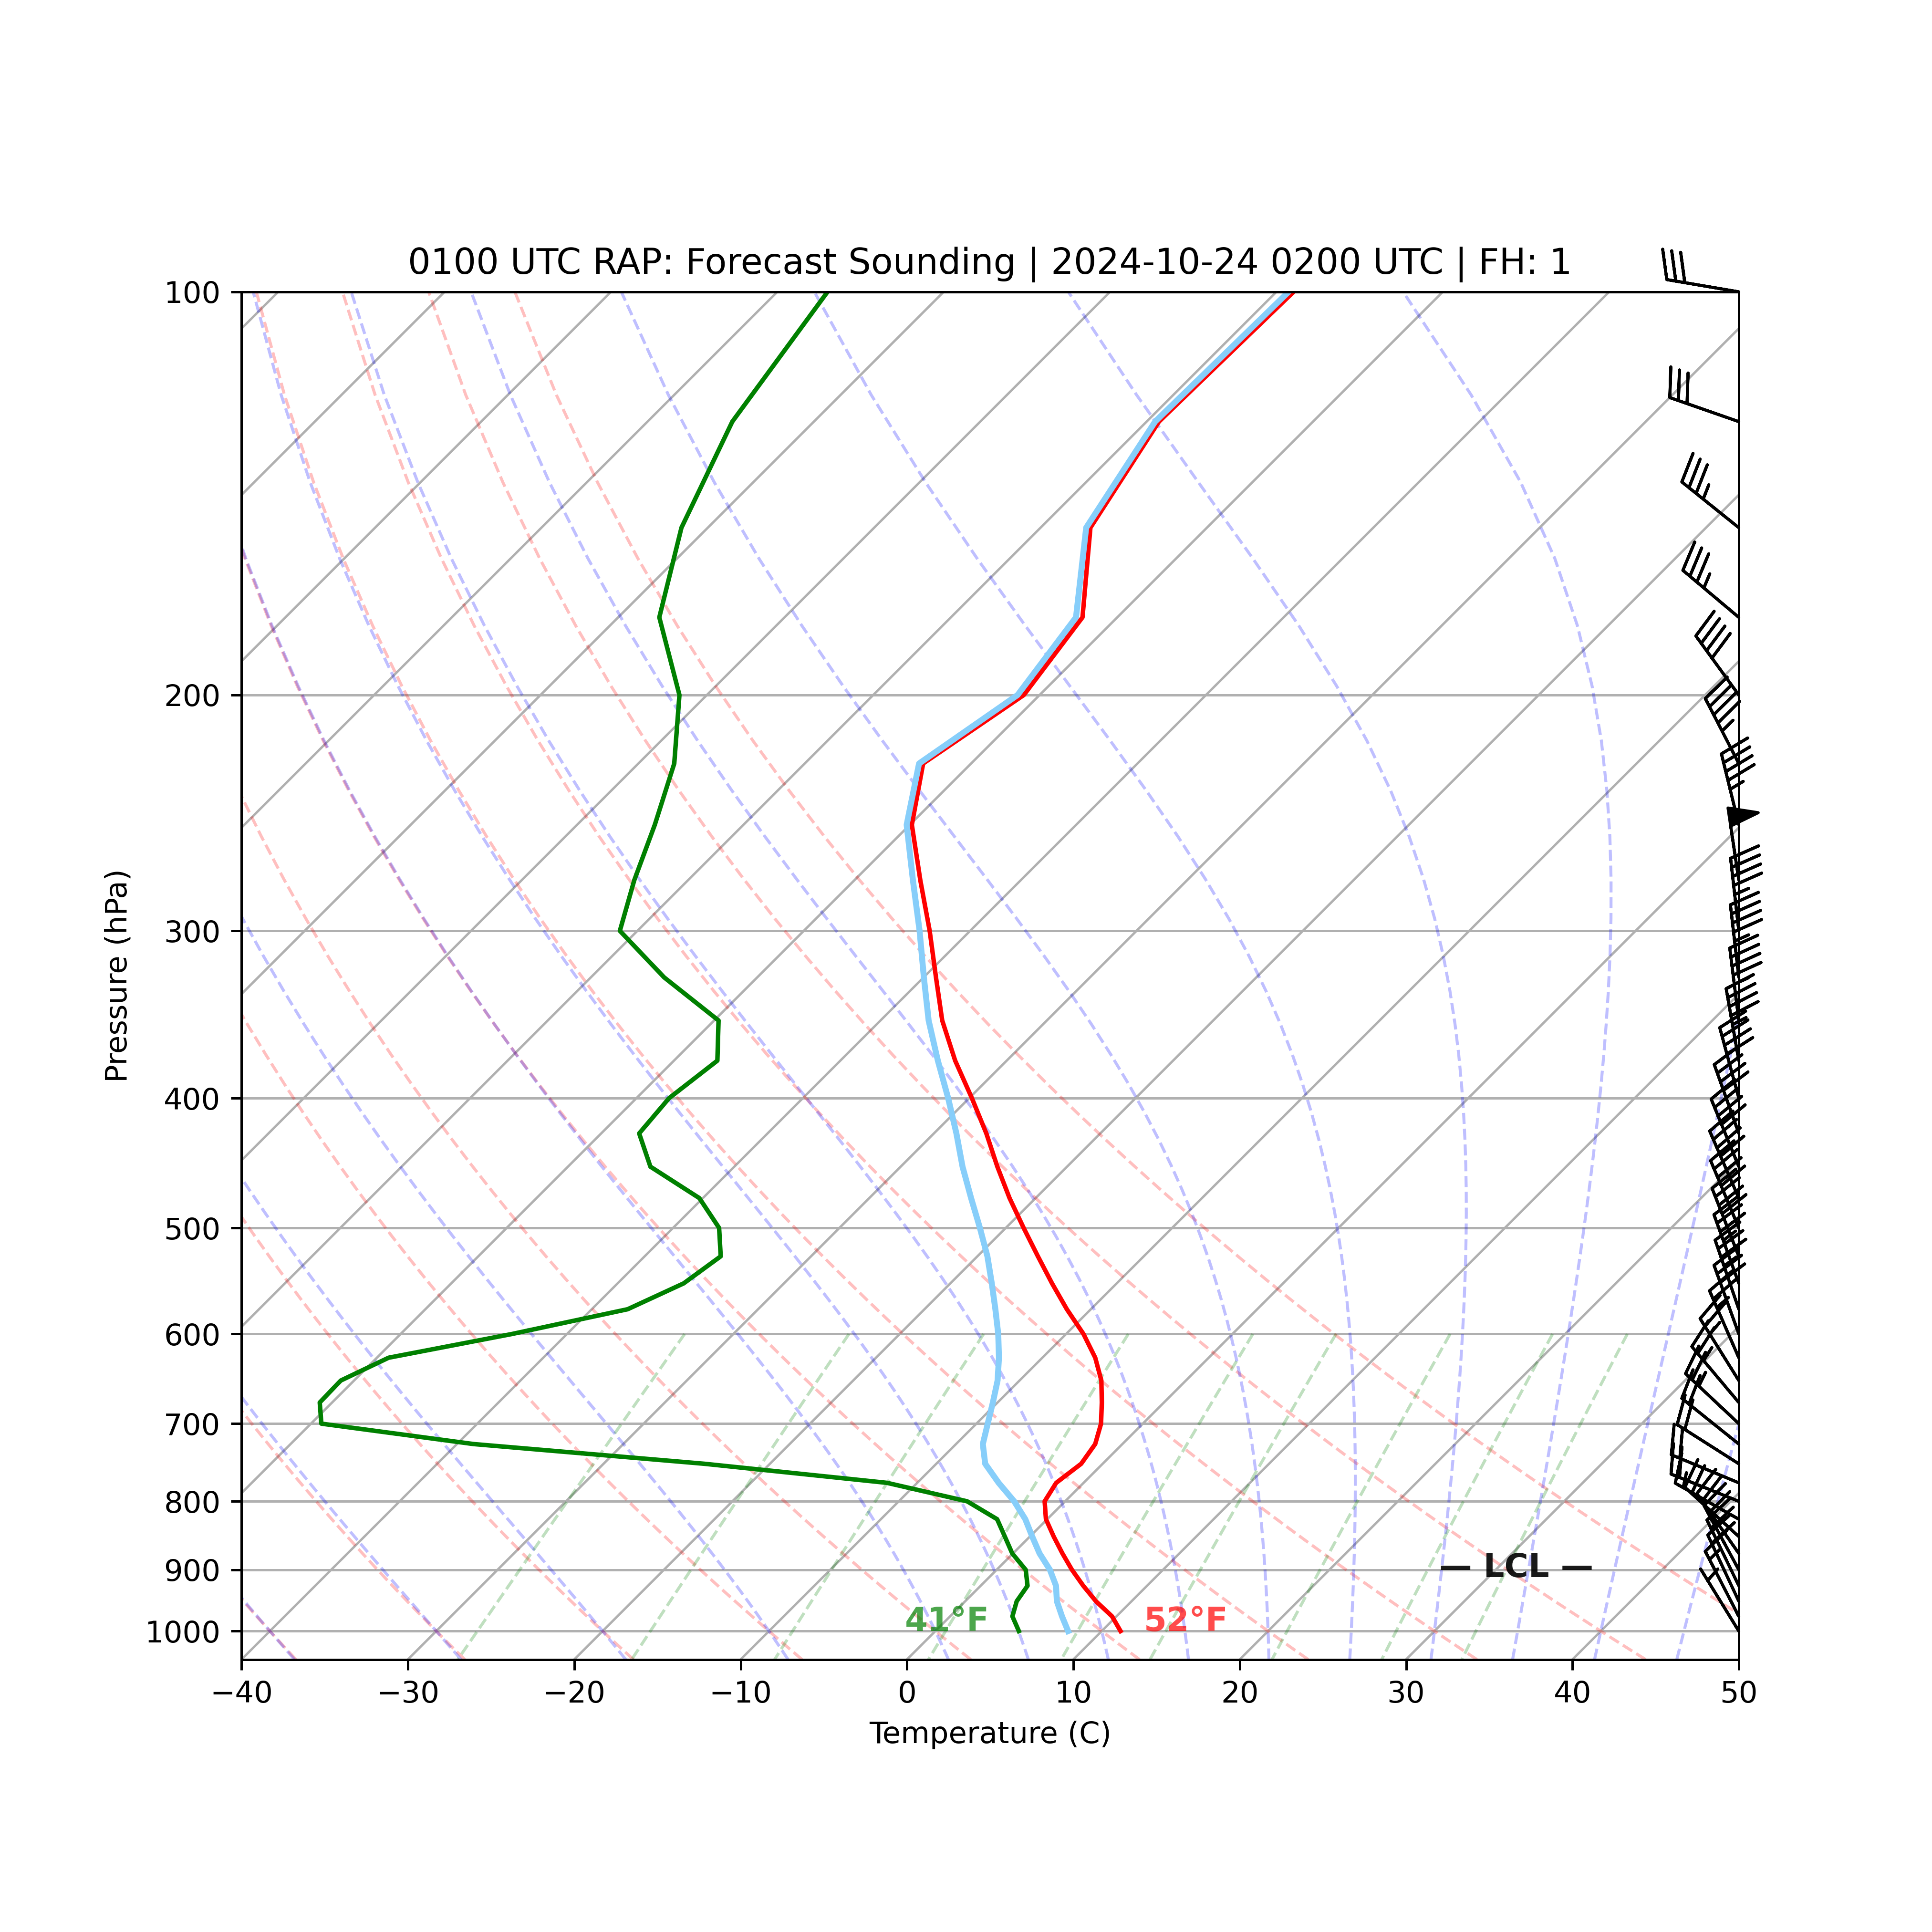 0100 UTC RAP: Forecast Sounding | 2024-10-24 0200 UTC | FH: 1
100
200
300
400
500
600
700
800
900
1000
Pressure (hPa)
— LCL —
41°F
52°F
−40 −30 −20 −10 0 10 20 30 40 50
Temperature (C)